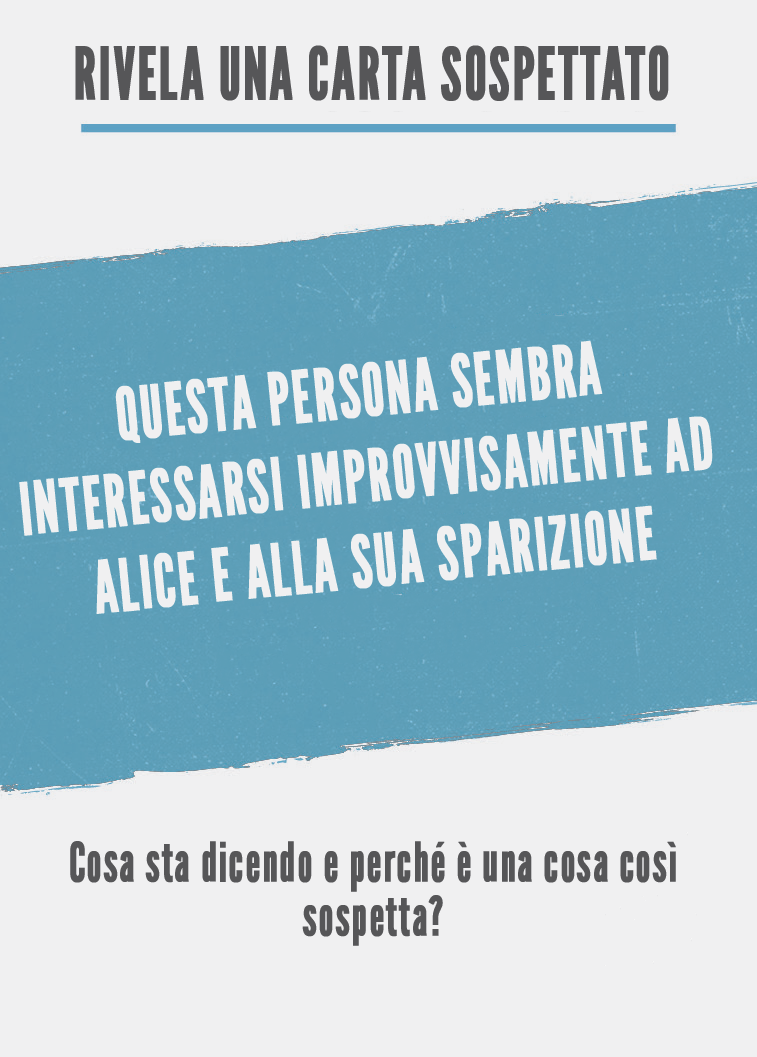 RIVELA UNA CARTA SOSPETTATO
QUESTA PERSONA SEMBRA
INTERESSARSI IMPROVVISAMENTE AD
ALICE E ALLA SUA SPARIZIONE
Cosa sta dicendo e perché è una cosa così
sospetta?